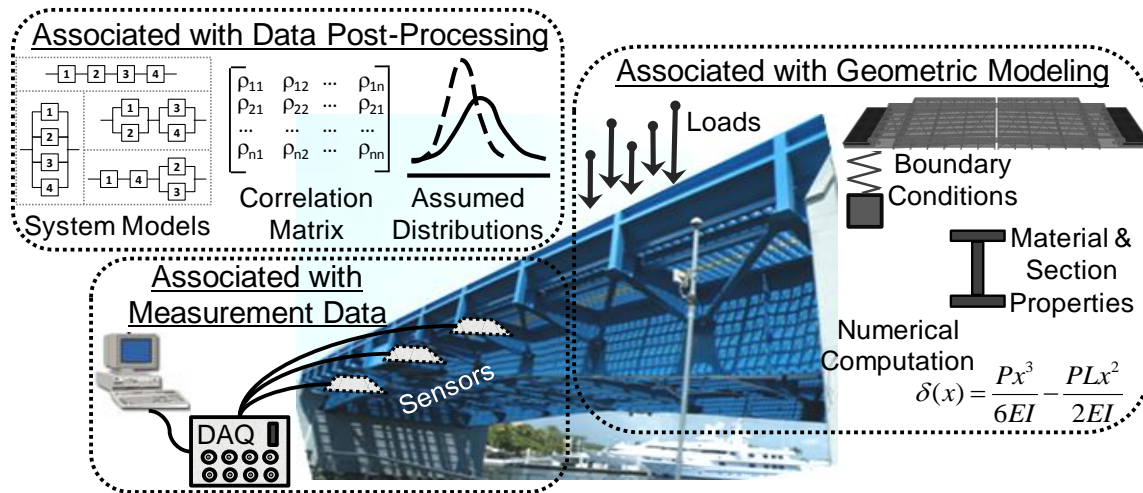 Associated with Data Post-Processing
1 2 3 4
1
2
3
4
1 3
2 4
2
1 4
3
System Models
ρ11 ρ12 ... ρ1n
ρ21 ρ22 ... ρ21
... ... ... ...
ρn1 ρn2 ... ρnn
Correlation
Matrix
Assumed
Distributions
Associated with
Measurement Data
Sensors
DAQ
Associated with Geometric Modeling
Loads
Boundary
Conditions
Material &
Section
Properties
Numerical
Computation
δ(x) = Px³/6EI − PLx²/2EI